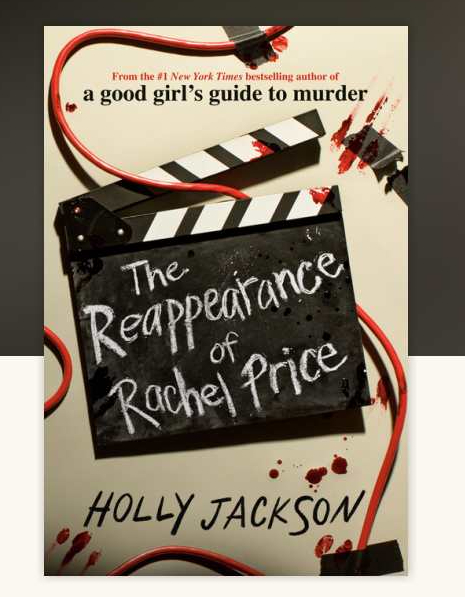 From the #1 New York Times bestselling author of
a good girl's guide to murder
The
Reappearance
of
Rachel Price
HOLLY JACKSON